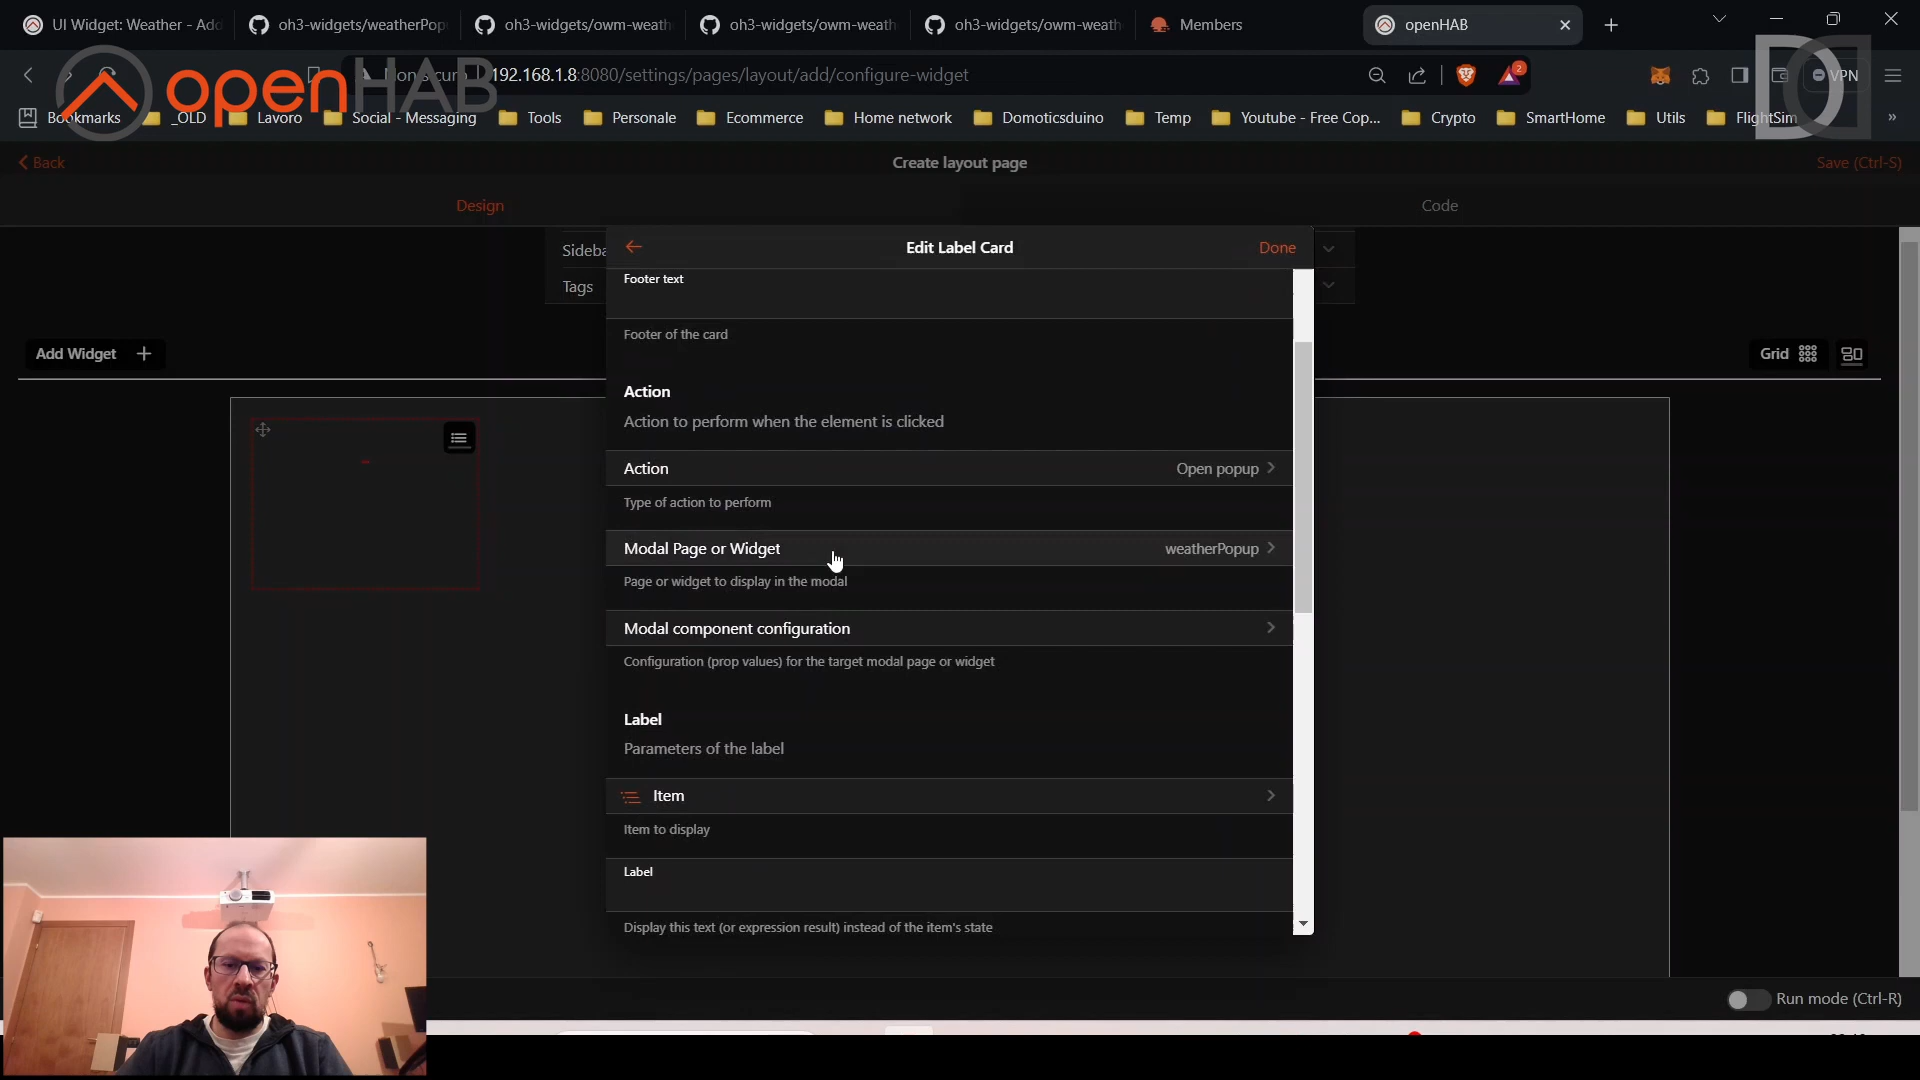 UI Widget: Weather - Add
oh3-widgets/weatherPop
oh3-widgets/owm-weath
oh3-widgets/owm-weath
oh3-widgets/owm-weath
Members
openHAB
openHAB
Non sicuro
192.168.1.8:8080/settings/pages/layout/add/configure-widget
2
VPN
Bookmarks
_OLD
Lavoro
Social - Messaging
Tools
Personale
Ecommerce
Home network
Domoticsduino
Temp
Youtube - Free Cop...
Crypto
SmartHome
Utils
FlightSim
»
Back
Create layout page
Save (Ctrl-S)
Design
Code
Sideba
Tags
Edit Label Card
Done
Footer text
Footer of the card
Add Widget
Grid
Action
Action to perform when the element is clicked
Action
Open popup
Type of action to perform
Modal Page or Widget
weatherPopup
Page or widget to display in the modal
Modal component configuration
Configuration (prop values) for the target modal page or widget
Label
Parameters of the label
Item
Item to display
Label
Display this text (or expression result) instead of the item's state
Run mode (Ctrl-R)